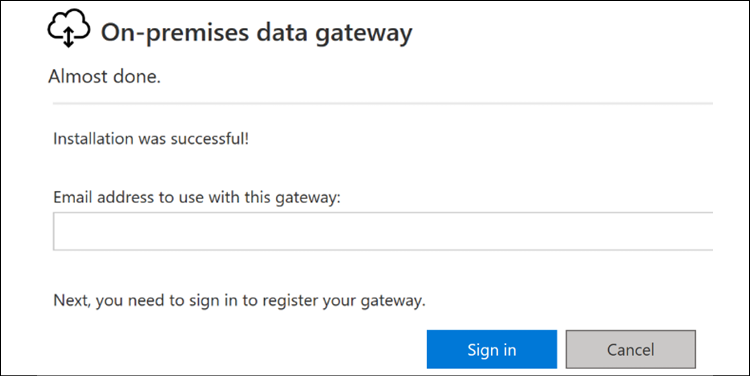 On-premises data gateway
Almost done.
Installation was successful!
Email address to use with this gateway:
Next, you need to sign in to register your gateway.
Sign in
Cancel